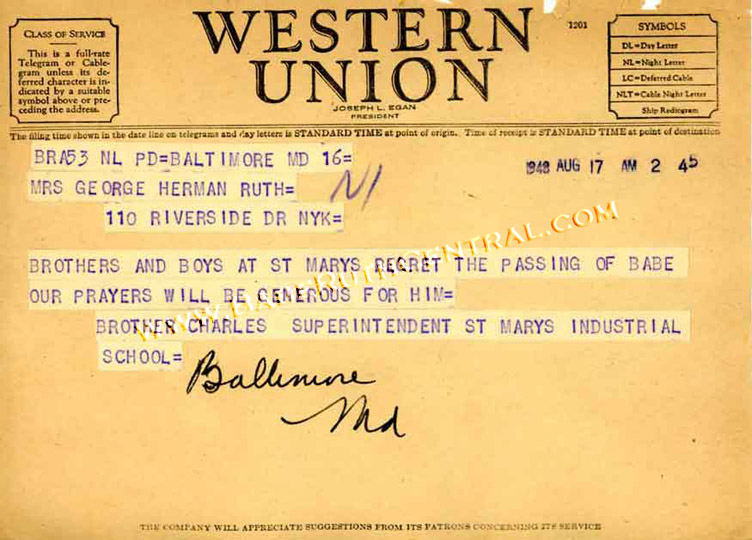 CLASS OF SERVICE
This is a full-rate
Telegram or Cable-
gram unless its de-
ferred character is in-
dicated by a suitable
symbol above or pre-
ceding the address.
WESTERN
UNION
JOSEPH L. EGAN
PRESIDENT
1201
SYMBOLS
DL=Day Letter
NL=Night Letter
LC=Deferred Cable
NLT=Cable Night Letter
Ship Radiogram
The filing time shown in the date line on telegrams and day letters is STANDARD TIME at point of origin. Time of receipt is STANDARD TIME at point of destination
BRA53 NL PD=BALTIMORE MD 16=
1948 AUG 17 AM 2 45
MRS GEORGE HERMAN RUTH=
110 RIVERSIDE DR NYK=
BROTHERS AND BOYS AT ST MARYS REGRET THE PASSING OF BABE
OUR PRAYERS WILL BE GENEROUS FOR HIM=
BROTHER CHARLES SUPERINTENDENT ST MARYS INDUSTRIAL
SCHOOL=
Baltimore
Md
WWW.BABERUTHCENTRAL.COM
THE COMPANY WILL APPRECIATE SUGGESTIONS FROM ITS PATRONS CONCERNING ITS SERVICE